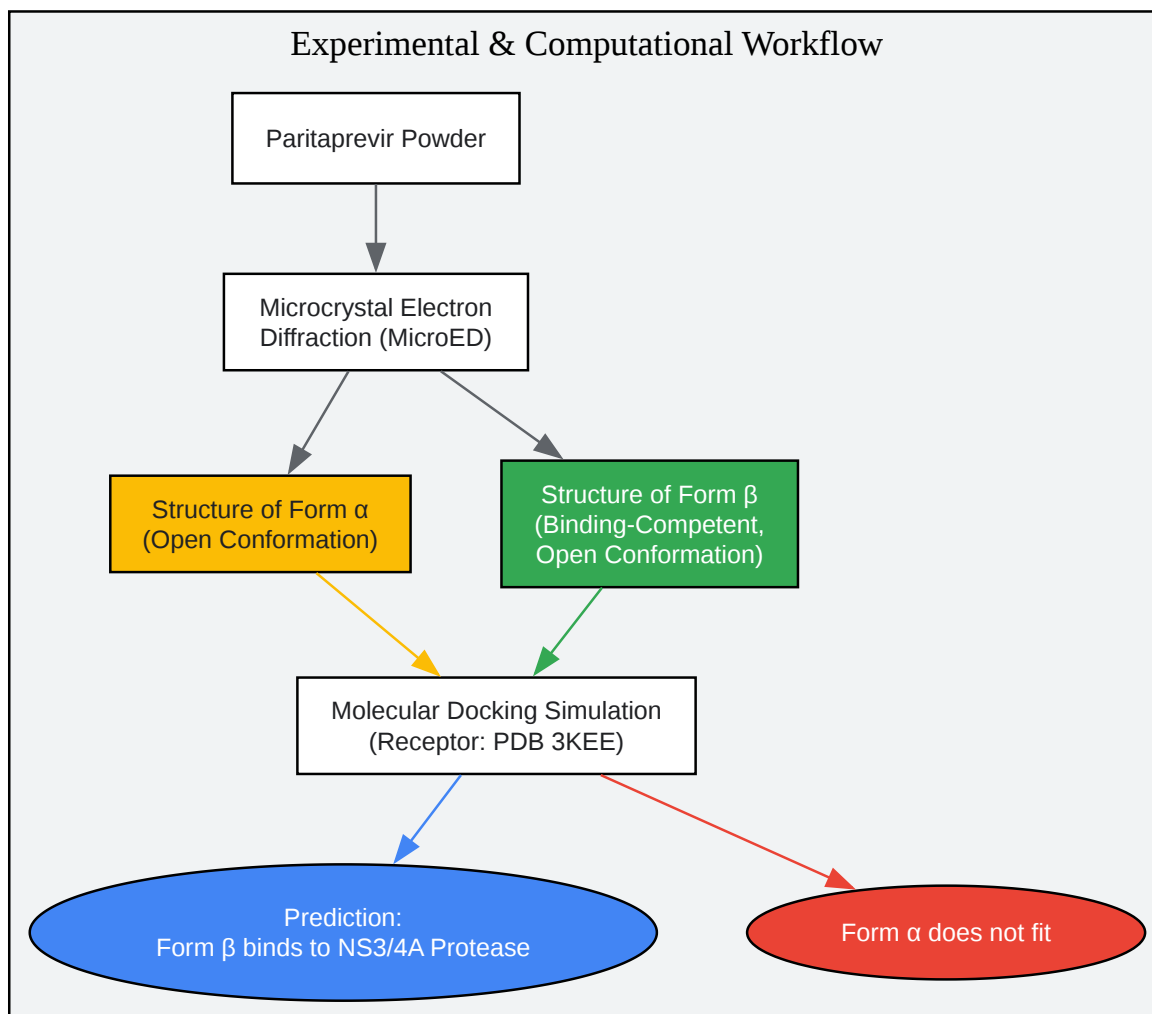 Experimental & Computational Workflow
Paritaprevir Powder
Microcrystal Electron
Diffraction (MicroED)
Structure of Form α
(Open Conformation)
Structure of Form β
(Binding-Competent,
Open Conformation)
Molecular Docking Simulation
(Receptor: PDB 3KEE)
Prediction:
Form β binds to NS3/4A Protease
Form α does not fit